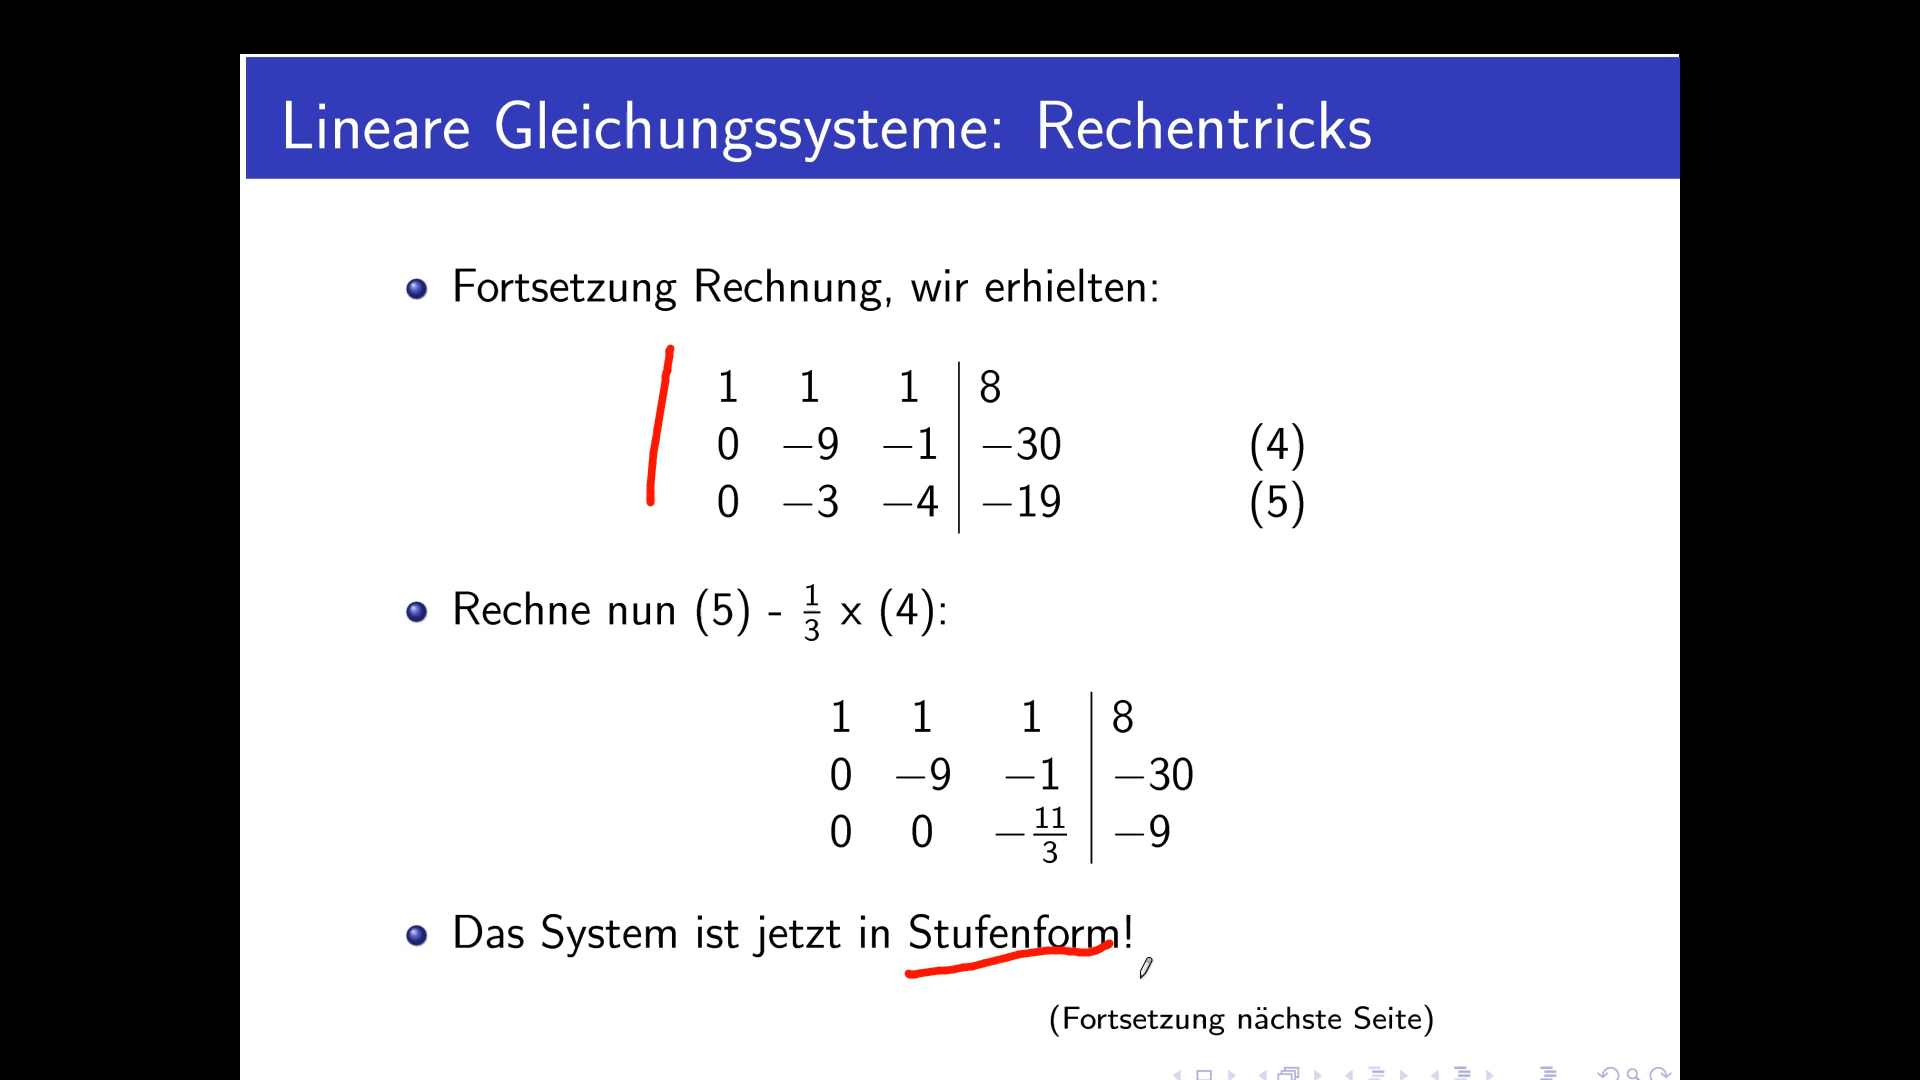 Lineare Gleichungssysteme: Rechentricks
Fortsetzung Rechnung, wir erhielten:
1 1 1 | 8
0 −9 −1 | −30 (4)
0 −3 −4 | −19 (5)
Rechne nun (5) - 1/3 x (4):
1 1 1 | 8
0 −9 −1 | −30
0 0 −11/3 | −9
Das System ist jetzt in Stufenform!
(Fortsetzung nächste Seite)